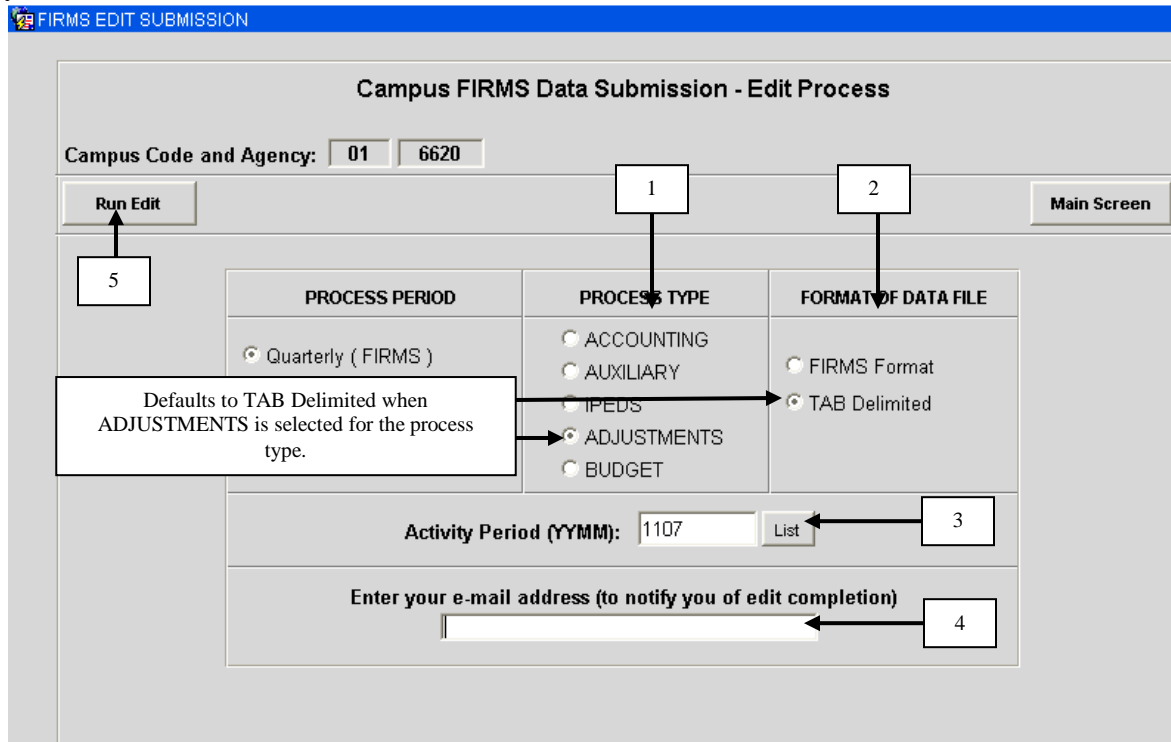 FIRMS EDIT SUBMISSION
Campus FIRMS Data Submission - Edit Process
Campus Code and Agency: 01 6620
1
2
Run Edit
Main Screen
5
PROCESS PERIOD
PROCESS TYPE
FORMAT OF DATA FILE
Quarterly ( FIRMS )
ACCOUNTING
AUXILIARY
IPEDS
ADJUSTMENTS
BUDGET
FIRMS Format
TAB Delimited
Defaults to TAB Delimited when
ADJUSTMENTS is selected for the process
type.
Activity Period (YYMM): 1107 List
3
Enter your e-mail address (to notify you of edit completion)
4